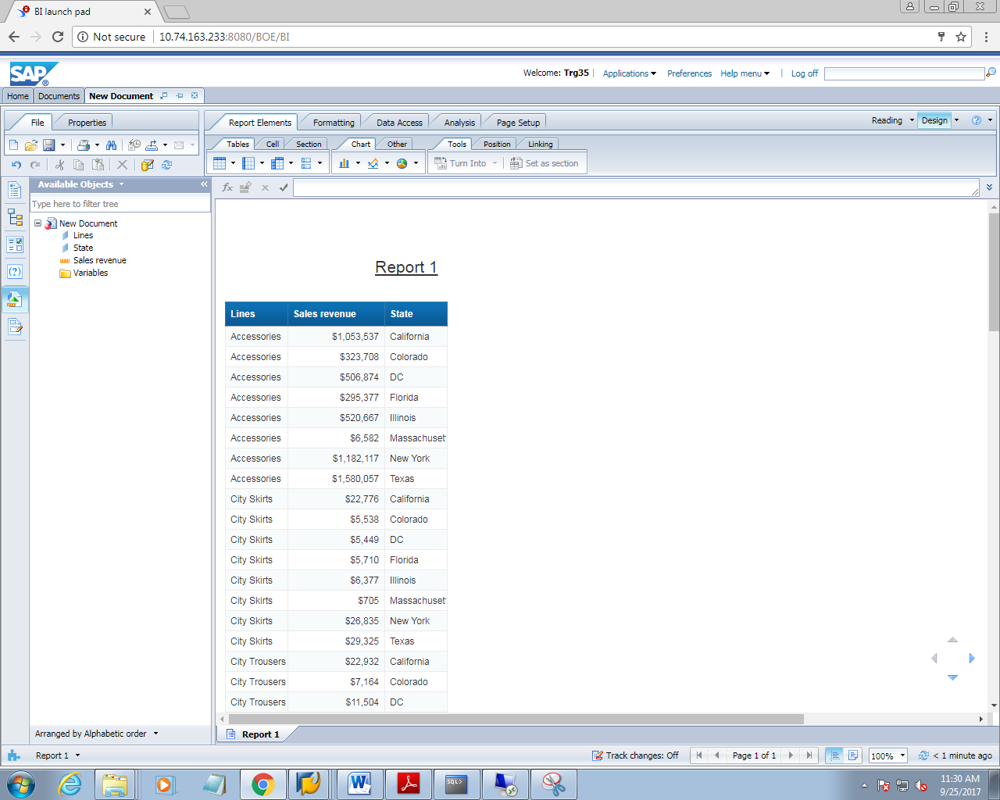 BI launch pad
Not secure 10.74.163.233:8080/BOE/BI
SAP
Welcome: Trg35 Applications Preferences Help menu Log off
Home Documents New Document
File Properties
Report Elements Formatting Data Access Analysis Page Setup
Reading Design
Tables Cell Section Chart Other Tools Position Linking
Turn Into Set as section
Available Objects
Type here to filter tree
New Document
Lines
State
Sales revenue
Variables
Arranged by Alphabetic order
Report 1
Lines Sales revenue State
Accessories $1,053,537 California
Accessories $323,708 Colorado
Accessories $506,874 DC
Accessories $295,377 Florida
Accessories $520,667 Illinois
Accessories $6,582 Massachuset
Accessories $1,182,117 New York
Accessories $1,580,057 Texas
City Skirts $22,776 California
City Skirts $5,538 Colorado
City Skirts $5,449 DC
City Skirts $5,710 Florida
City Skirts $6,377 Illinois
City Skirts $705 Massachuset
City Skirts $26,835 New York
City Skirts $29,325 Texas
City Trousers $22,932 California
City Trousers $7,164 Colorado
City Trousers $11,504 DC
Report 1
Report 1
Track changes: Off Page 1 of 1 100% < 1 minute ago
SQL>
11:30 AM
9/25/2017